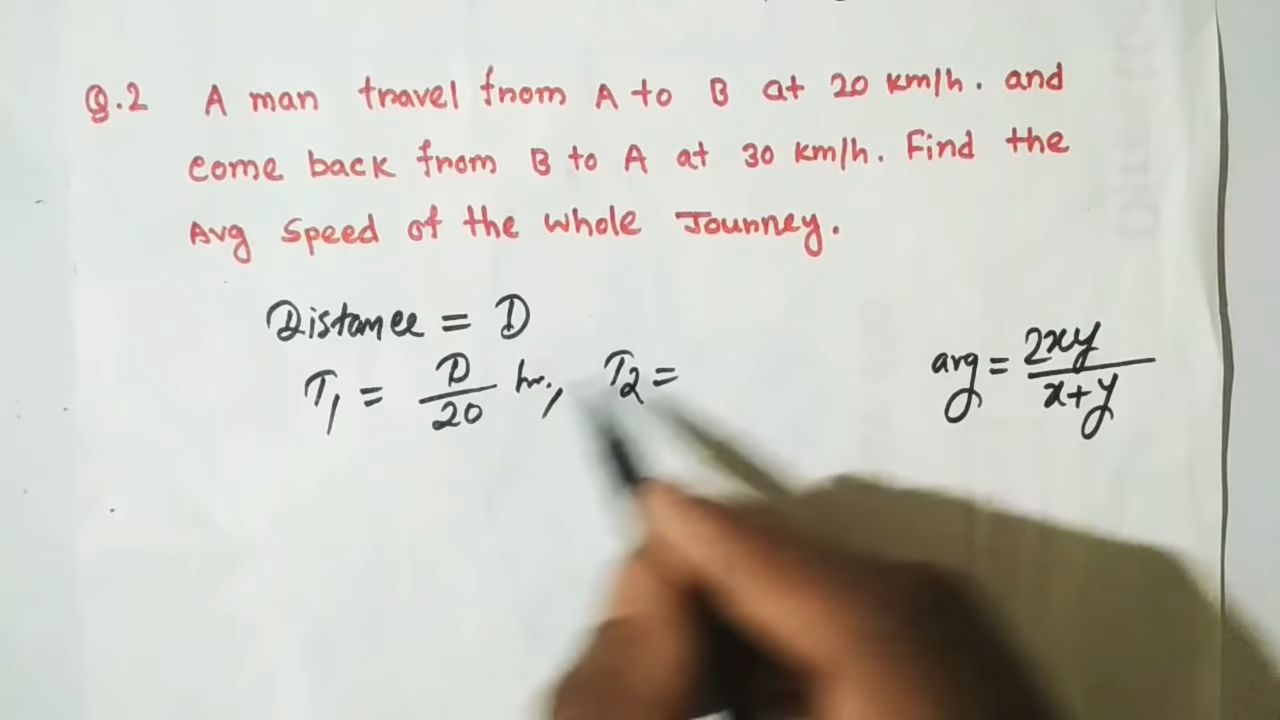 Q.2 A man travel from A to B at 20 km/h. and
come back from B to A at 30 km/h. Find the
Avg speed of the whole Journey.
Distance = D
T1 = D/20 hr., T2 =
avg = 2xy/x+y